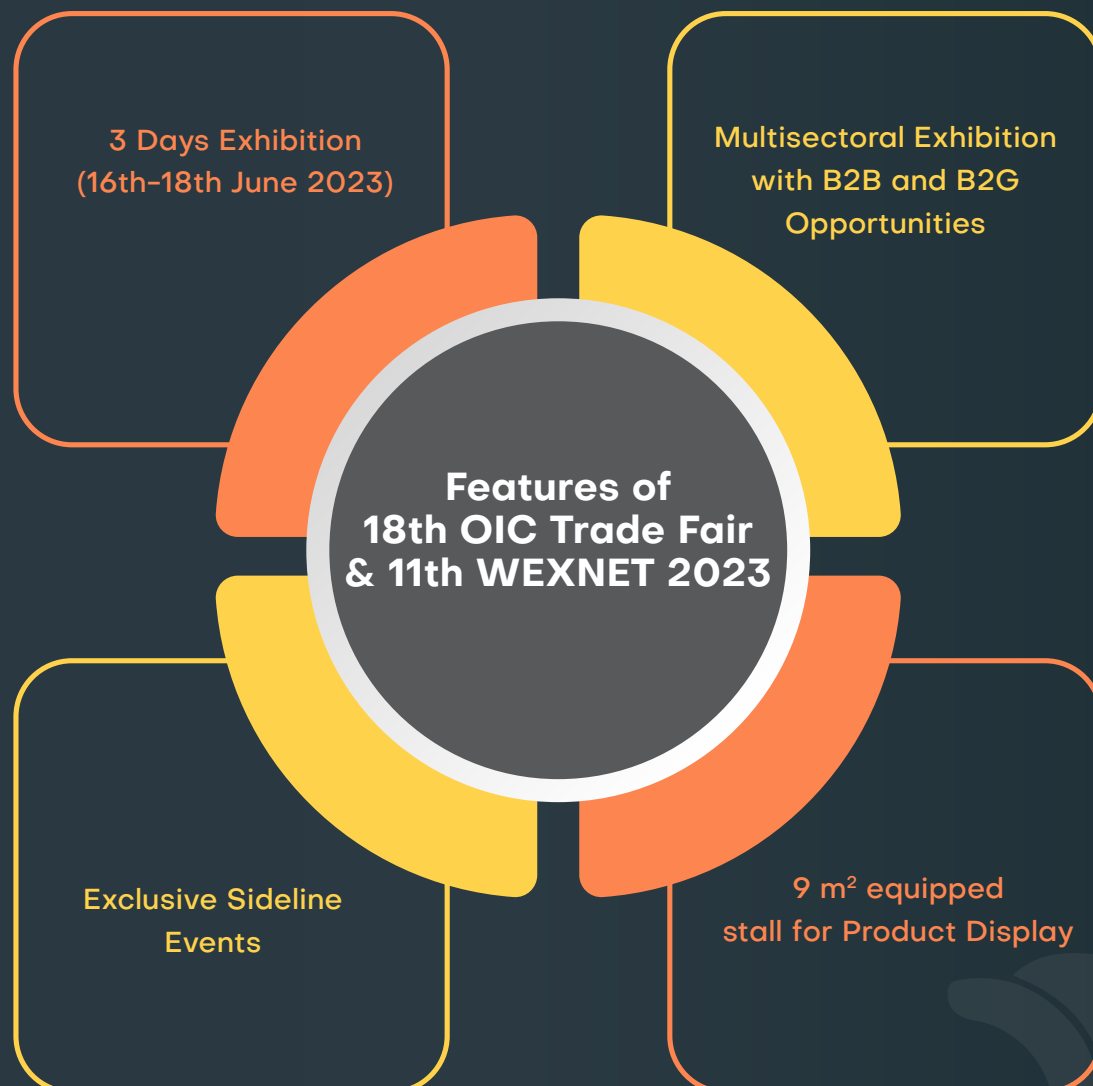 3 Days Exhibition
(16th-18th June 2023)
Multisectoral Exhibition
with B2B and B2G
Opportunities
Features of
18th OIC Trade Fair
& 11th WEXNET 2023
Exclusive Sideline
Events
9 m² equipped
stall for Product Display